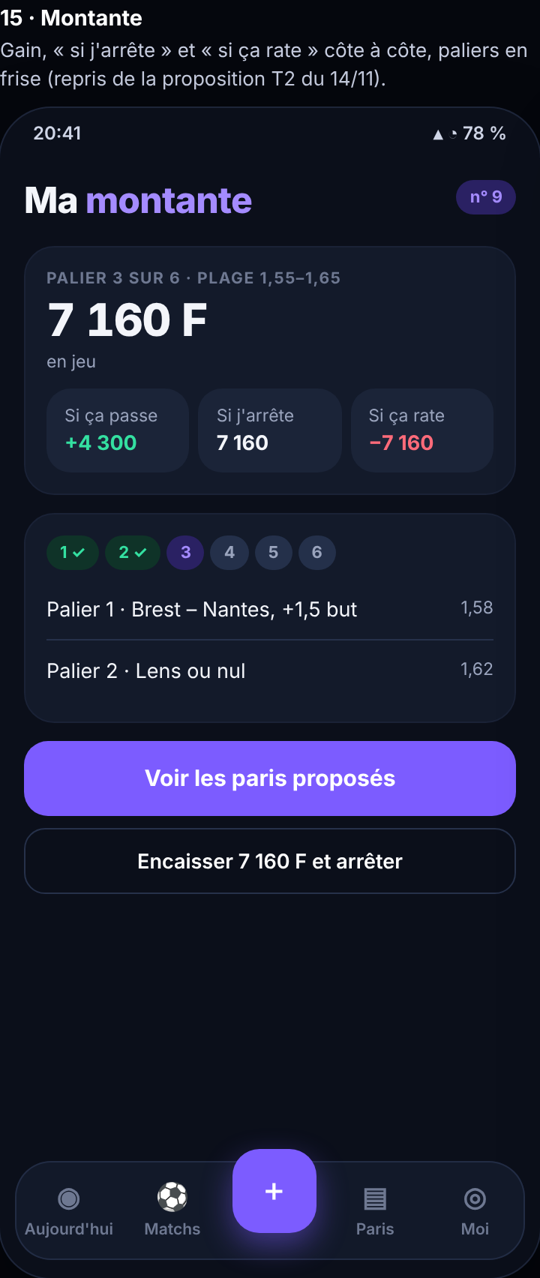 15 · Montante
Gain, « si j'arrête » et « si ça rate » côte à côte, paliers en
frise (repris de la proposition T2 du 14/11).
20:41
78 %
Ma montante
n° 9
PALIER 3 SUR 6 · PLAGE 1,55–1,65
7 160 F
en jeu
Si ça passe
+4 300
Si j'arrête
7 160
Si ça rate
−7 160
1 ✓ 2 ✓ 3 4 5 6
Palier 1 · Brest – Nantes, +1,5 but 1,58
Palier 2 · Lens ou nul 1,62
Voir les paris proposés
Encaisser 7 160 F et arrêter
+
Aujourd'hui Matchs Paris Moi